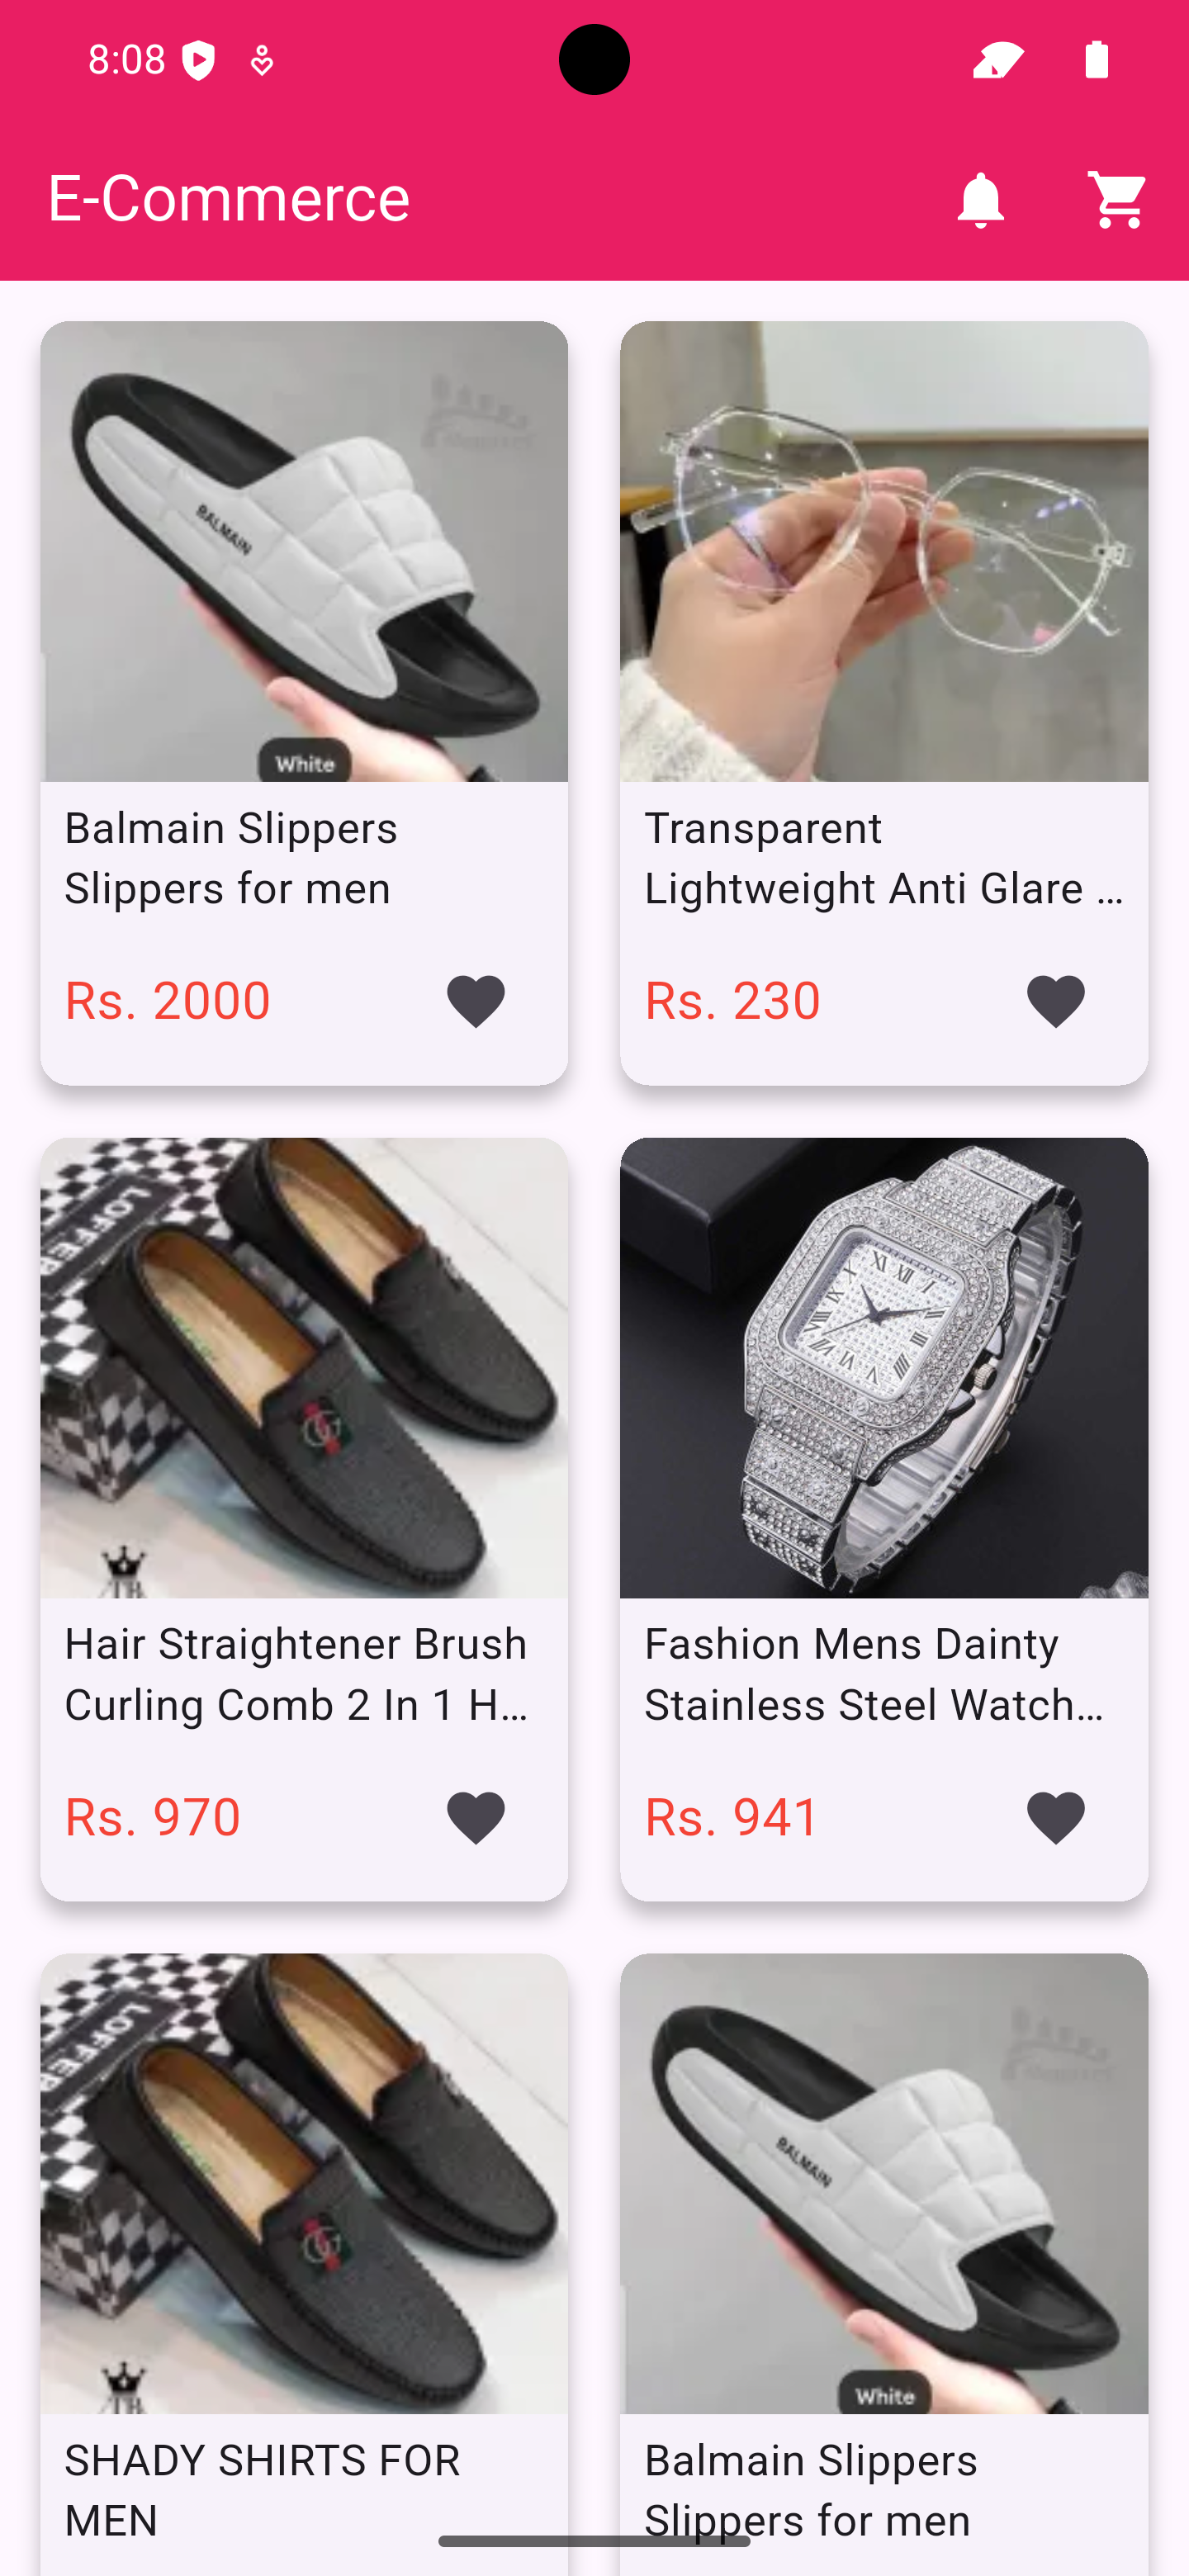 8:08
E-Commerce
BALMAIN
White
Balmain Slippers
Slippers for men
Rs. 2000
Transparent
Lightweight Anti Glare ...
Rs. 230
LOFFER
TB
Hair Straightener Brush
Curling Comb 2 In 1 H...
Rs. 970
Fashion Mens Dainty
Stainless Steel Watch...
Rs. 941
LOFFER
TB
SHADY SHIRTS FOR
MEN
BALMAIN
White
Balmain Slippers
Slippers for men